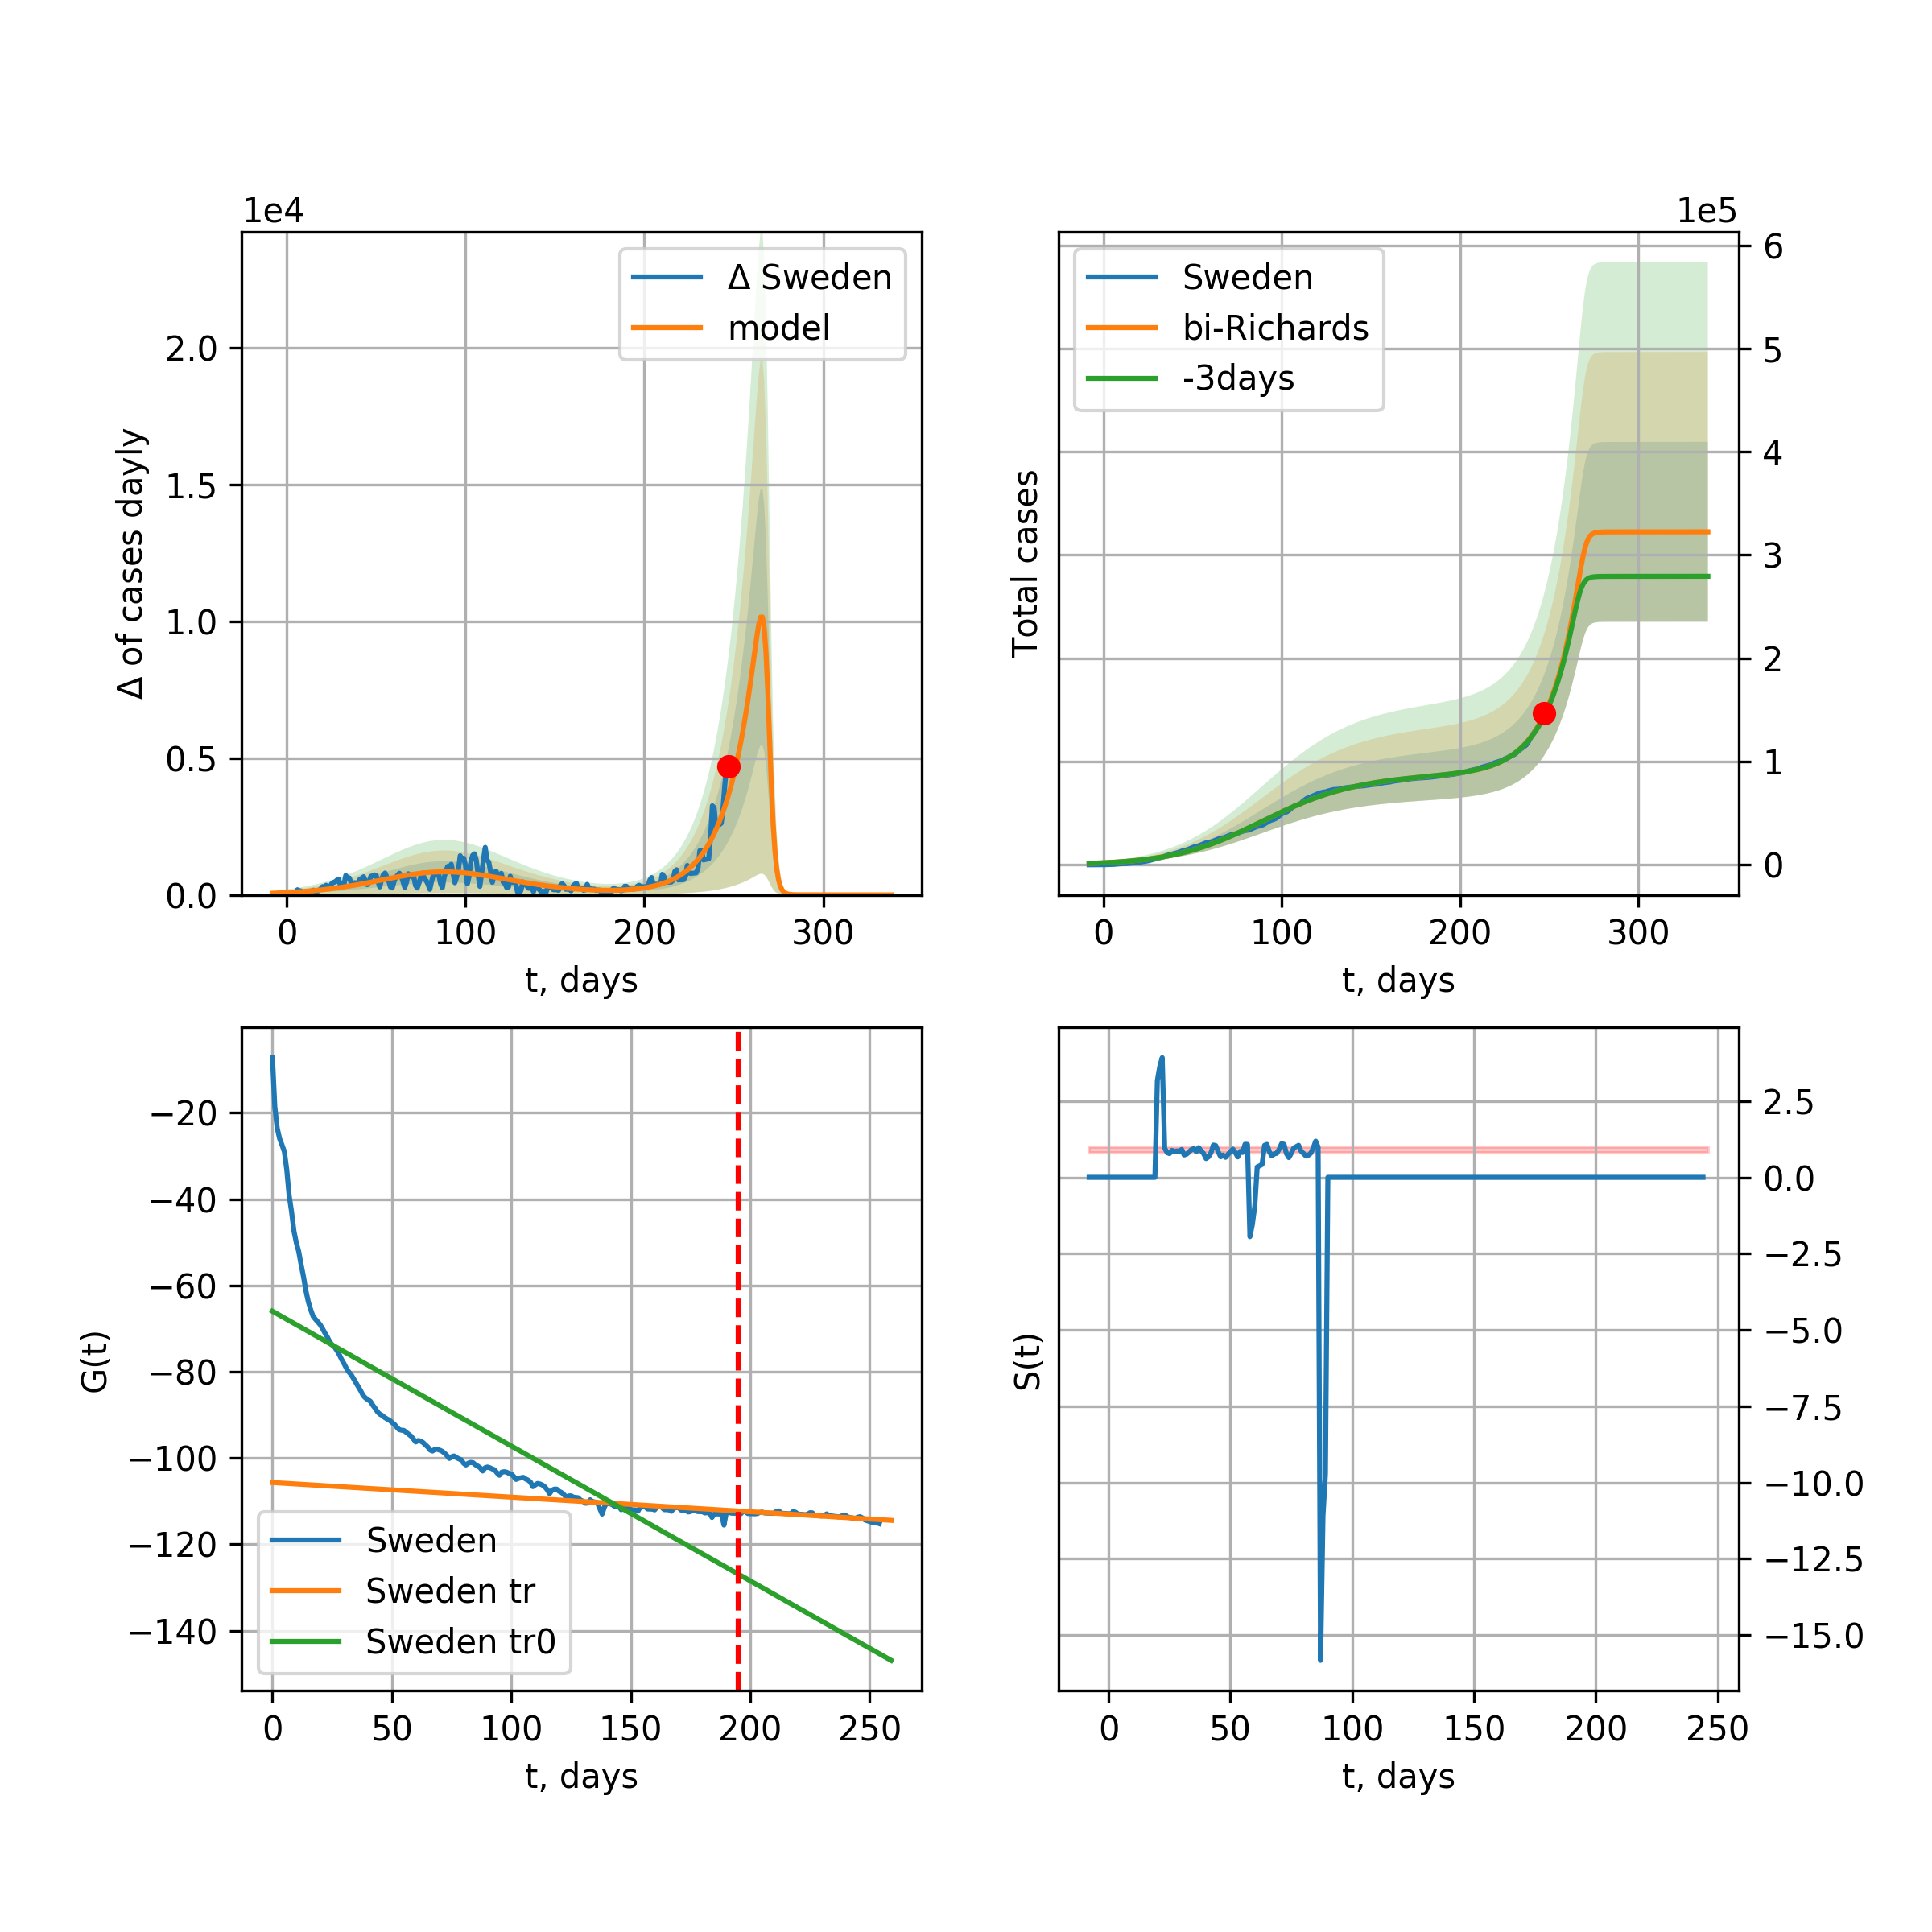 1e4
Δ of cases dayly
2.0
1.5
1.0
0.5
0.0
Δ Sweden
model
0 100 200 300
t, days
1e5
Total cases
Sweden
bi-Richards
-3days
6
5
4
3
2
1
0
0 100 200 300
t, days
G(t)
−20
−40
−60
−80
−100
−120
−140
Sweden
Sweden tr
Sweden tr0
0 50 100 150 200 250
t, days
S(t)
2.5
0.0
−2.5
−5.0
−7.5
−10.0
−12.5
−15.0
0 50 100 150 200 250
t, days